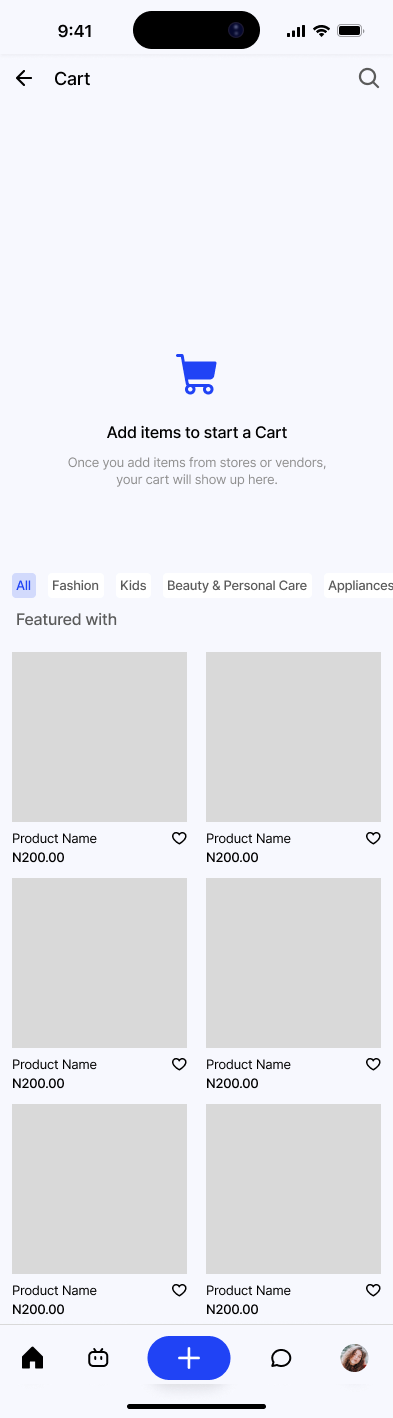 9:41
Cart
Add items to start a Cart
Once you add items from stores or vendors,
your cart will show up here.
All Fashion Kids Beauty & Personal Care Appliances
Featured with
Product Name Product Name
N200.00 N200.00
Product Name Product Name
N200.00 N200.00
Product Name Product Name
N200.00 N200.00